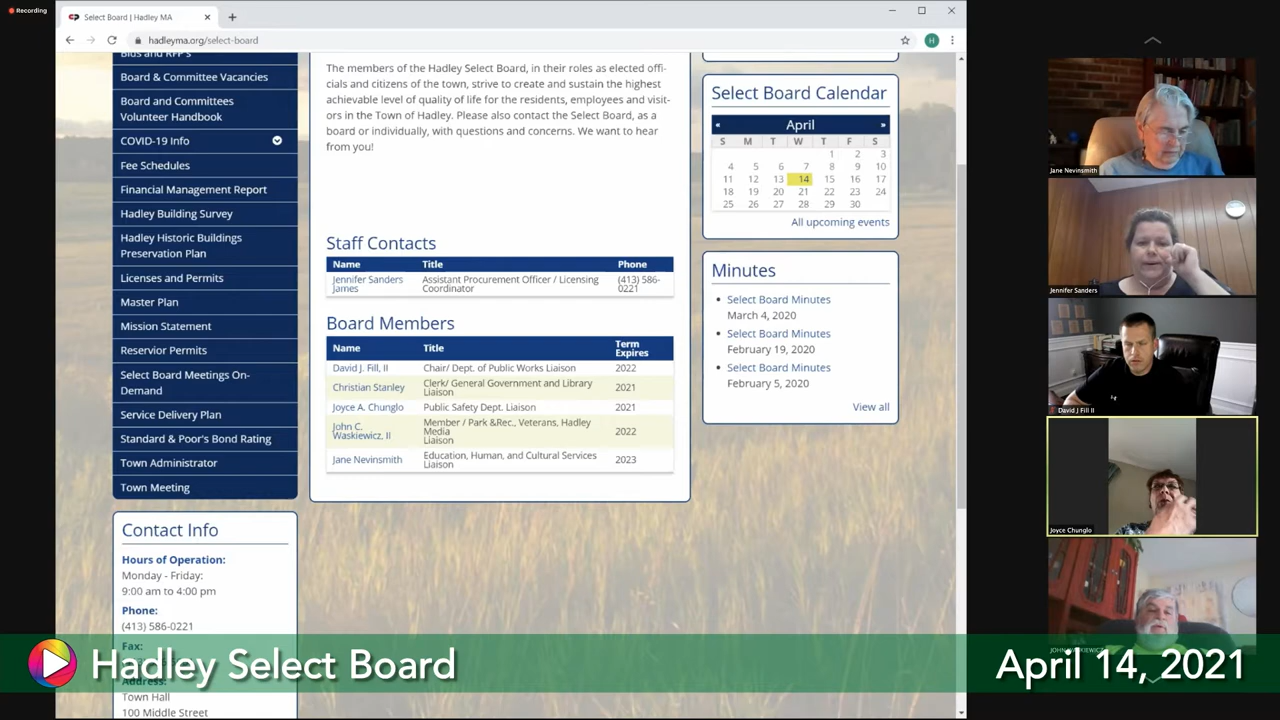 Recording
Select Board | Hadley MA
hadleyma.org/select-board
H
Bids and RFP's
Board & Committee Vacancies
Board and Committees
Volunteer Handbook
COVID-19 Info
Fee Schedules
Financial Management Report
Hadley Building Survey
Hadley Historic Buildings
Preservation Plan
Licenses and Permits
Master Plan
Mission Statement
Reservior Permits
Select Board Meetings On-
Demand
Service Delivery Plan
Standard & Poor's Bond Rating
Town Administrator
Town Meeting
Contact Info
Hours of Operation:
Monday - Friday:
9:00 am to 4:00 pm
Phone:
(413) 586-0221
Fax:
Address:
Town Hall
100 Middle Street
The members of the Hadley Select Board, in their roles as elected offi-
cials and citizens of the town, strive to create and sustain the highest
achievable level of quality of life for the residents, employees and visit-
ors in the Town of Hadley. Please also contact the Select Board, as a
board or individually, with questions and concerns. We want to hear
from you!
Staff Contacts
Name Title Phone
Jennifer Sanders Assistant Procurement Officer / Licensing (413) 586-
James Coordinator 0221
Board Members
Name Title Term
Expires
David J. Fill, II Chair/ Dept. of Public Works Liaison 2022
Christian Stanley Clerk/ General Government and Library
Liaison 2021
Joyce A. Chunglo Public Safety Dept. Liaison 2021
John C.
Waskiewicz, II Member / Park &Rec., Veterans, Hadley
Media
Liaison 2022
Jane Nevinsmith Education, Human, and Cultural Services
Liaison 2023
Select Board Calendar
« April »
S M T W T F S
1 2 3
4 5 6 7 8 9 10
11 12 13 14 15 16 17
18 19 20 21 22 23 24
25 26 27 28 29 30
All upcoming events
Minutes
Select Board Minutes
March 4, 2020
Select Board Minutes
February 19, 2020
Select Board Minutes
February 5, 2020
View all
Jane Nevinsmith
Jennifer Sanders
David J Fill II
Joyce Chunglo
Hadley Select Board
April 14, 2021